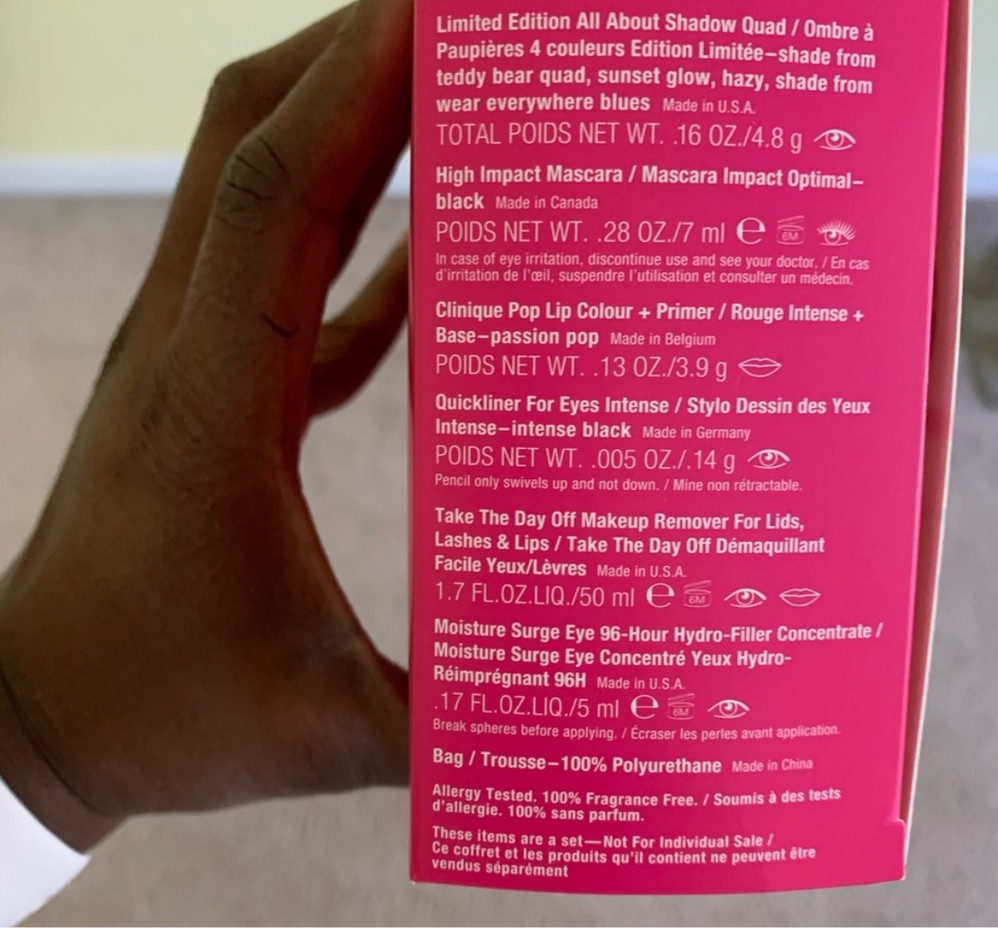 Limited Edition All About Shadow Quad / Ombre à
Paupières 4 couleurs Edition Limitée–shade from
teddy bear quad, sunset glow, hazy, shade from
wear everywhere blues Made in U.S.A.
TOTAL POIDS NET WT. .16 OZ./4.8 g
High Impact Mascara / Mascara Impact Optimal–
black Made in Canada
POIDS NET WT. .28 OZ./7 ml e 6M
In case of eye irritation, discontinue use and see your doctor. / En cas
d'irritation de l'œil, suspendre l'utilisation et consulter un médecin.
Clinique Pop Lip Colour + Primer / Rouge Intense +
Base–passion pop Made in Belgium
POIDS NET WT. .13 OZ./3.9 g
Quickliner For Eyes Intense / Stylo Dessin des Yeux
Intense–intense black Made in Germany
POIDS NET WT. .005 OZ./.14 g
Pencil only swivels up and not down. / Mine non rétractable.
Take The Day Off Makeup Remover For Lids,
Lashes & Lips / Take The Day Off Démaquillant
Facile Yeux/Lèvres Made in U.S.A.
1.7 FL.OZ.LIQ./50 ml e 6M
Moisture Surge Eye 96-Hour Hydro-Filler Concentrate /
Moisture Surge Eye Concentré Yeux Hydro-
Réimprégnant 96H Made in U.S.A.
.17 FL.OZ.LIQ./5 ml e 6M
Break spheres before applying. / Écraser les perles avant application.
Bag / Trousse–100% Polyurethane Made in China
Allergy Tested. 100% Fragrance Free. / Soumis à des tests
d'allergie. 100% sans parfum.
These items are a set—Not For Individual Sale /
Ce coffret et les produits qu'il contient ne peuvent être
vendus séparément